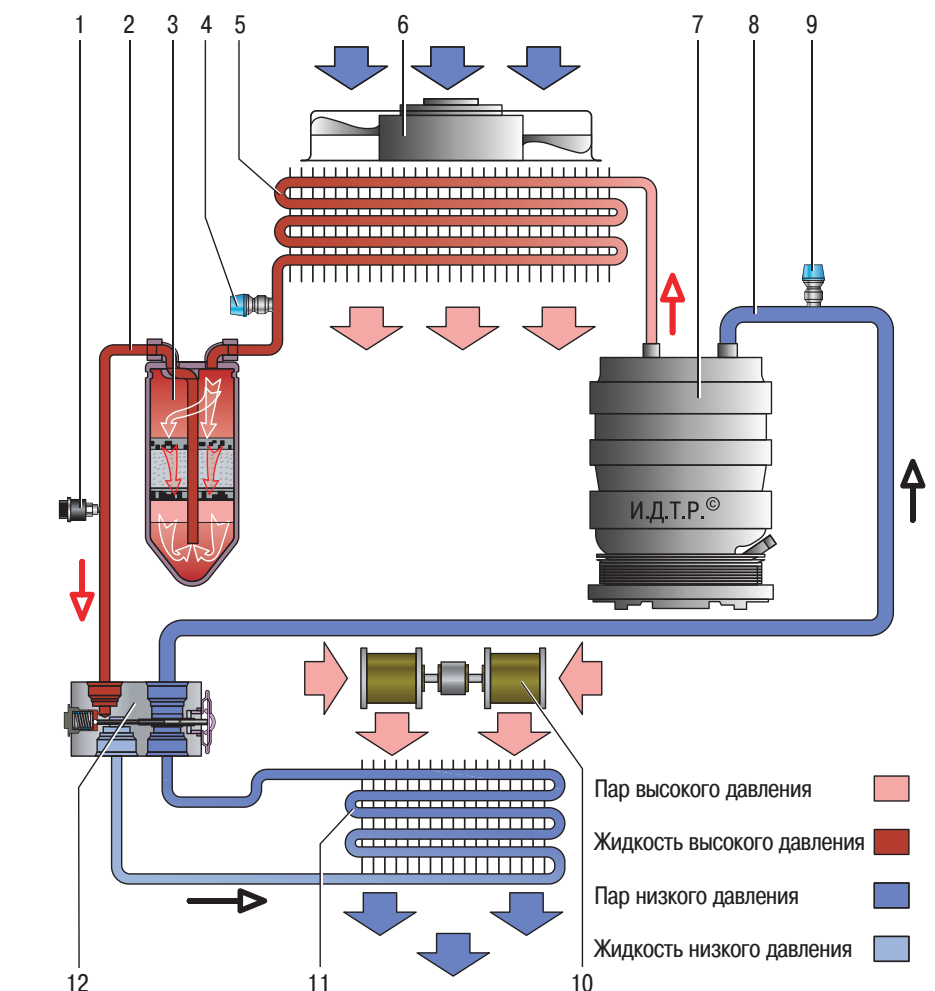 1 2 3 4 5 6 7 8 9
И.Д.Т.Р.©
Пар высокого давления
Жидкость высокого давления
Пар низкого давления
Жидкость низкого давления
12 11 10